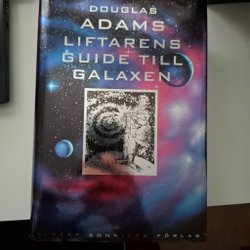 DOUGLAS
ADAMS
LIFTARENS
GUIDE TILL
GALAXEN
ALBERT BONNIERS FÖRLAG